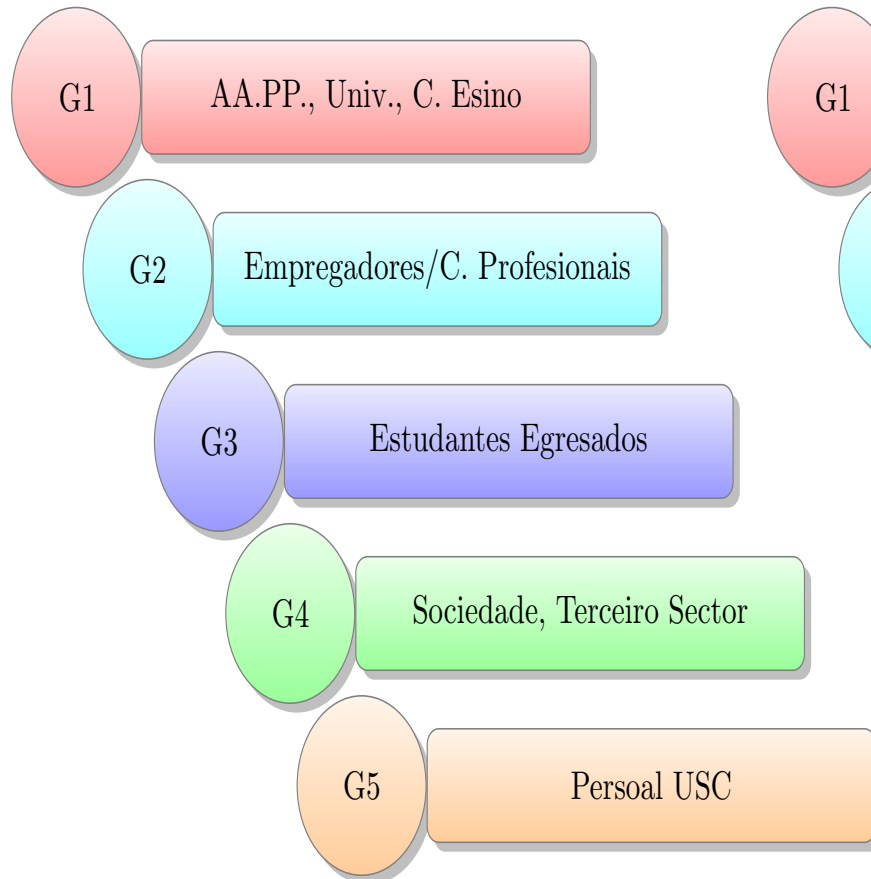 G1 AA.PP., Univ., C. Esino
G1
G2 Empregadores/C. Profesionais
G3 Estudantes Egresados
G4 Sociedade, Terceiro Sector
G5 Persoal USC